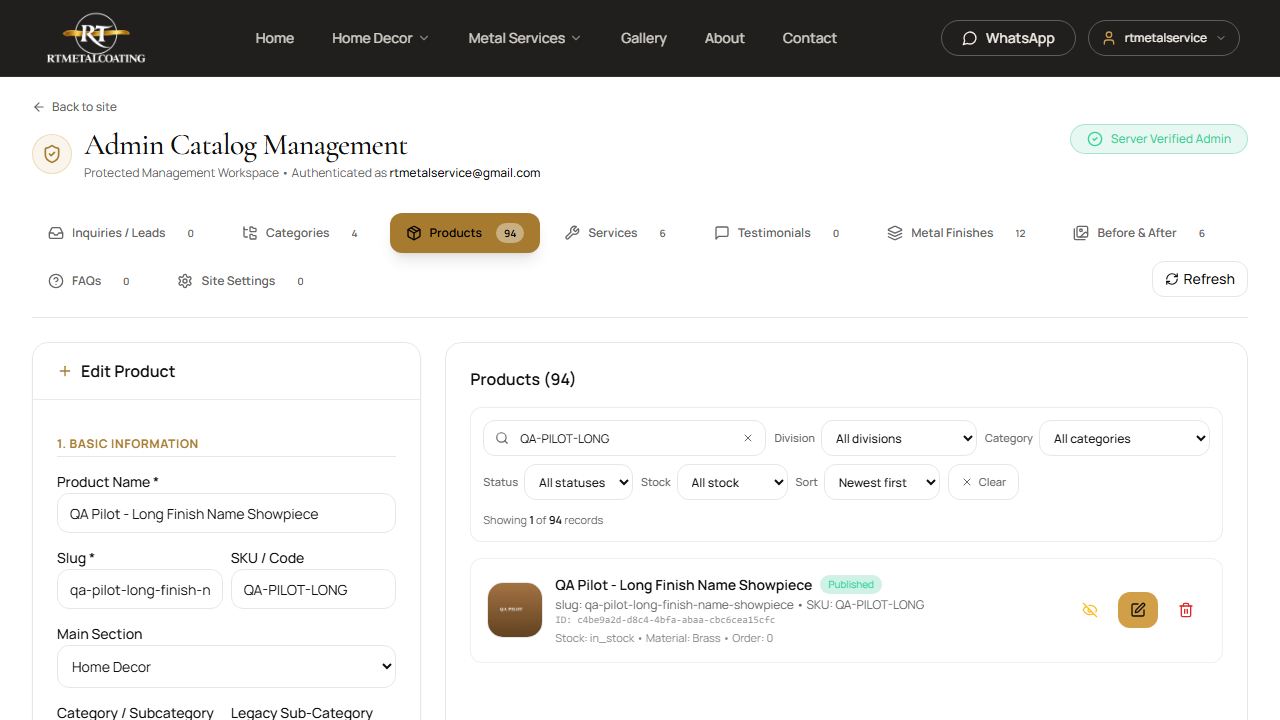 RT
RTMETALCOATING
Home
Home Decor
Metal Services
Gallery
About
Contact
WhatsApp
rtmetalservice
Back to site
Admin Catalog Management
Protected Management Workspace • Authenticated as rtmetalservice@gmail.com
Server Verified Admin
Inquiries / Leads 0
Categories 4
Products 94
Services 6
Testimonials 0
Metal Finishes 12
Before & After 6
FAQs 0
Site Settings 0
Refresh
Edit Product
1. BASIC INFORMATION
Product Name *
QA Pilot - Long Finish Name Showpiece
Slug *
SKU / Code
qa-pilot-long-finish-n
QA-PILOT-LONG
Main Section
Home Decor
Category / Subcategory
Legacy Sub-Category
Products (94)
QA-PILOT-LONG
Division
All divisions
Category
All categories
Status
All statuses
Stock
All stock
Sort
Newest first
Clear
Showing 1 of 94 records
QA PILOT
QA Pilot - Long Finish Name Showpiece
Published
slug: qa-pilot-long-finish-name-showpiece • SKU: QA-PILOT-LONG
ID: c4be9a2d-d8c4-4bfa-abaa-cbc6cea15cfc
Stock: in_stock • Material: Brass • Order: 0